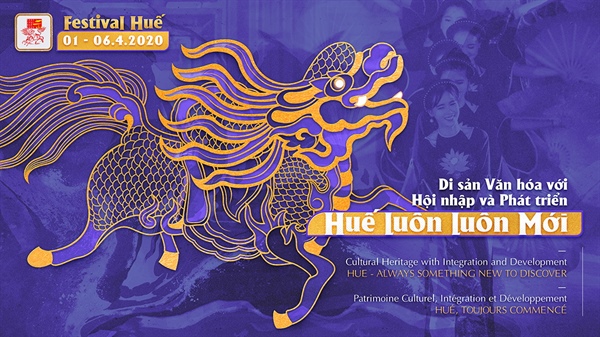 Festival Huế
01 - 06.4.2020
Di sản Văn hóa với
Hội nhập và Phát triển
Huế luôn luôn Mới
Cultural Heritage with Integration and Development
HUE - ALWAYS SOMETHING NEW TO DISCOVER
Patrimoine Culturel, Intégration et Développement
HUẾ, TOUJOURS COMMENCÉ